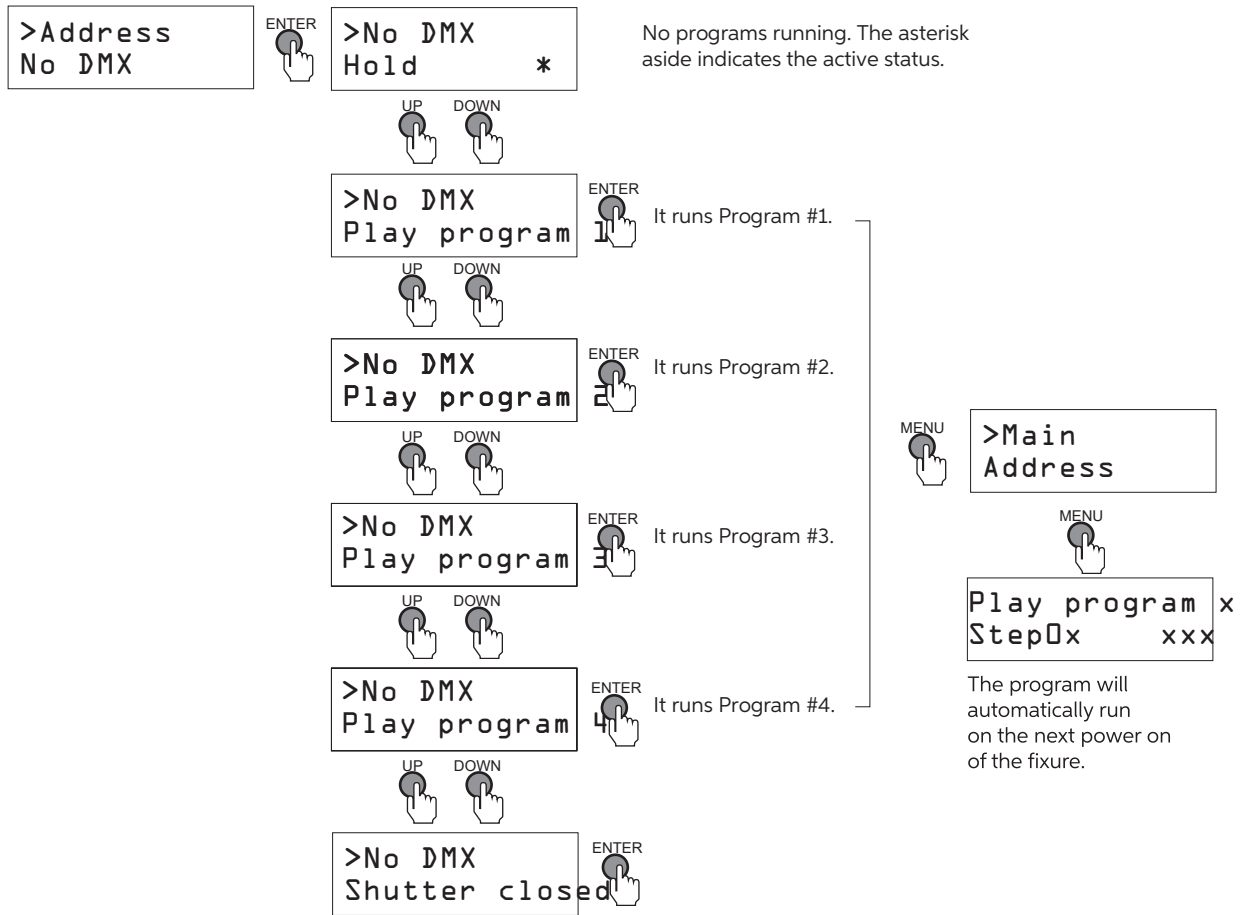 >Address
No DMX
ENTER
>No DMX
Hold *
No programs running. The asterisk
aside indicates the active status.
UP DOWN
>No DMX
Play program 1
ENTER
It runs Program #1.
UP DOWN
>No DMX
Play program 2
ENTER
It runs Program #2.
UP DOWN
>No DMX
Play program 3
ENTER
It runs Program #3.
UP DOWN
>No DMX
Play program 4
ENTER
It runs Program #4.
UP DOWN
>No DMX
Shutter closed
ENTER
MENU
>Main
Address
MENU
Play program x
Step0x xxx
The program will
automatically run
on the next power on
of the fixure.